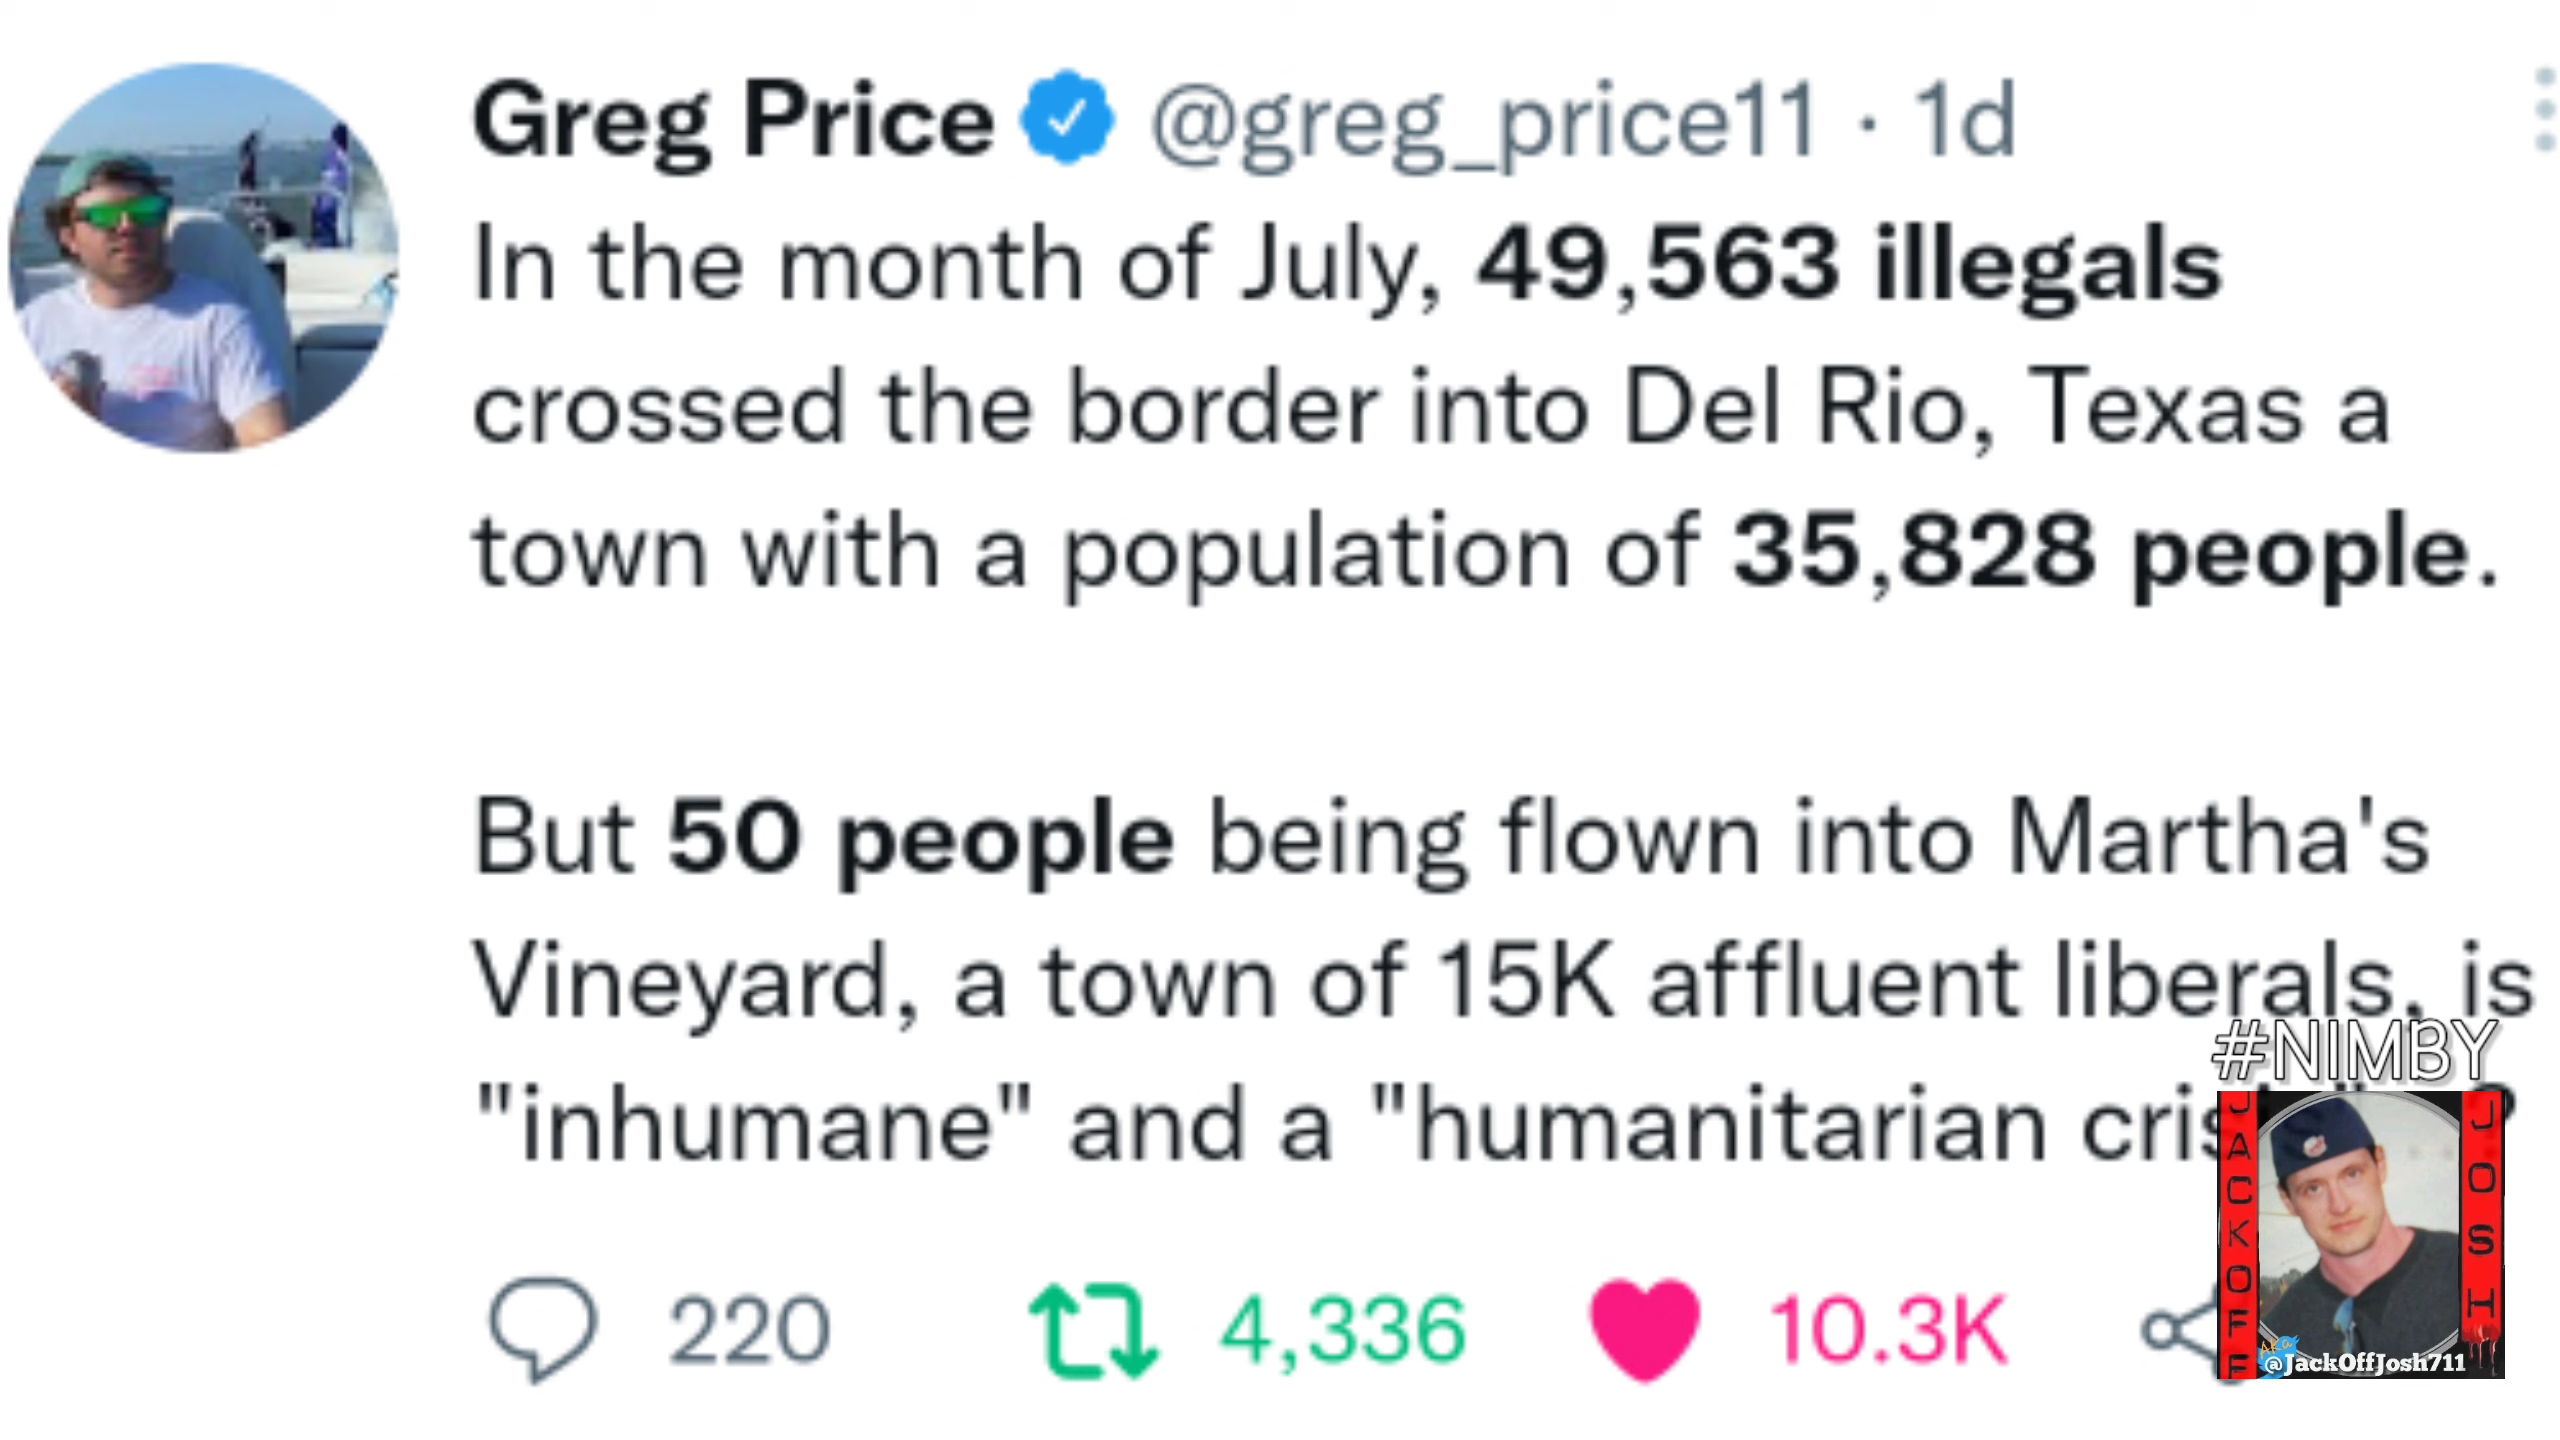 Greg Price @greg_price11 · 1d
In the month of July, 49,563 illegals
crossed the border into Del Rio, Texas a
town with a population of 35,828 people.
But 50 people being flown into Martha's
Vineyard, a town of 15K affluent liberals, is
"inhumane" and a "humanitarian
#NIMBY
JACKOFF
JOSH
AKA
@JackOffJosh711
220 4,336 10.3K